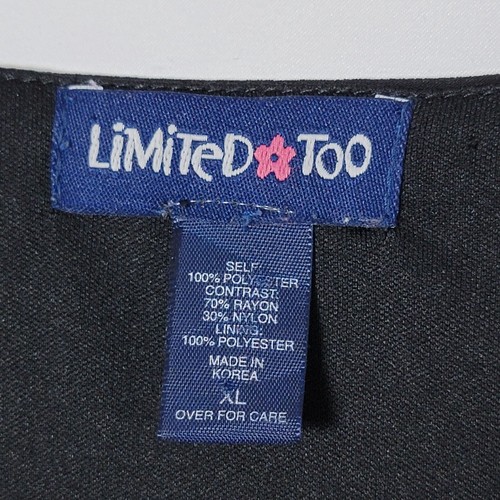 LiMiTeD TOO
SELF:
100% POLYESTER
CONTRAST:
70% RAYON
30% NYLON
LINING:
100% POLYESTER
MADE IN
KOREA
XL
OVER FOR CARE